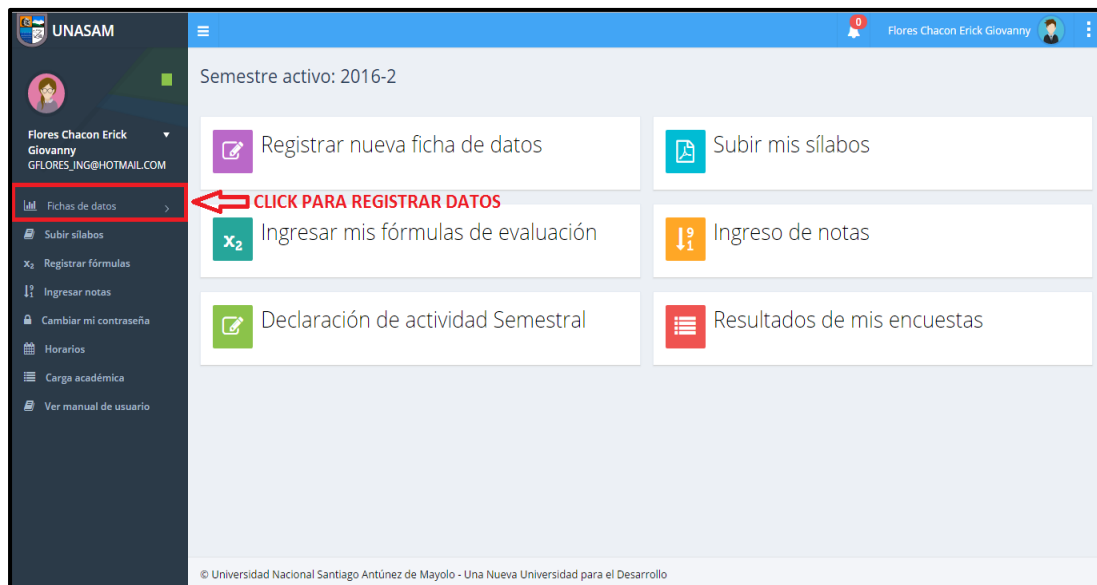 UNASAM
0
Flores Chacon Erick Giovanny
Semestre activo: 2016-2
Flores Chacon Erick
Giovanny
GFLORES_ING@HOTMAIL.COM
Fichas de datos
Subir sílabos
X2 Registrar fórmulas
Ingresar notas
Cambiar mi contraseña
Horarios
Carga académica
Ver manual de usuario
CLICK PARA REGISTRAR DATOS
Registrar nueva ficha de datos
Subir mis sílabos
X2 Ingresar mis fórmulas de evaluación
Ingreso de notas
Declaración de actividad Semestral
Resultados de mis encuestas
© Universidad Nacional Santiago Antúnez de Mayolo - Una Nueva Universidad para el Desarrollo